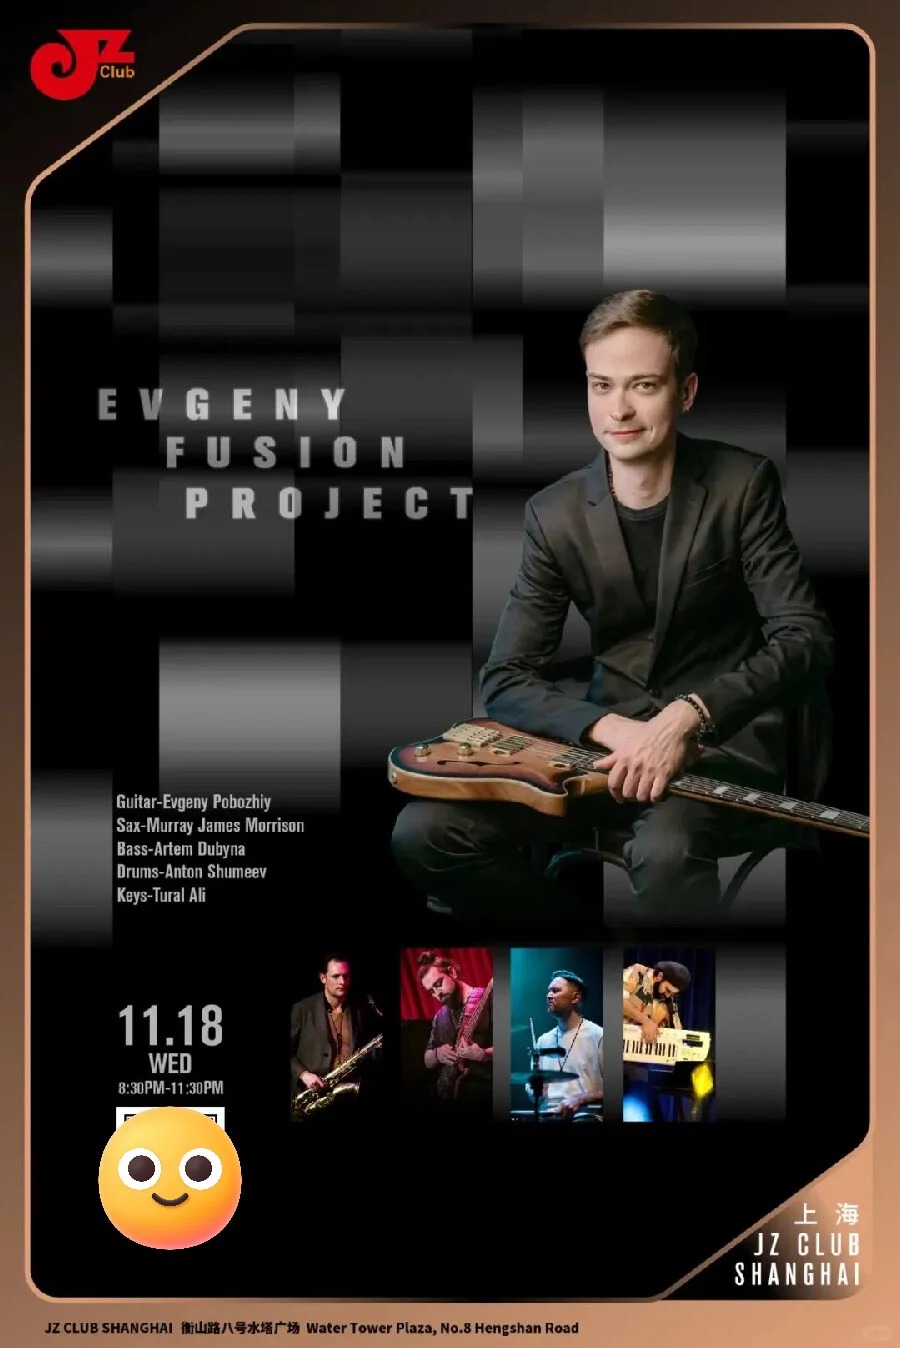 JZ
Club
EVGENY
FUSION
PROJECT
Guitar-Evgeny Pobozhiy
Sax-Murray James Morrison
Bass-Artem Dubyna
Drums-Anton Shumeev
Keys-Tural Ali
11.18
WED
8:30PM-11:30PM
上海
JZ CLUB
SHANGHAI
JZ CLUB SHANGHAI 衡山路八号水塔广场 Water Tower Plaza, No.8 Hengshan Road